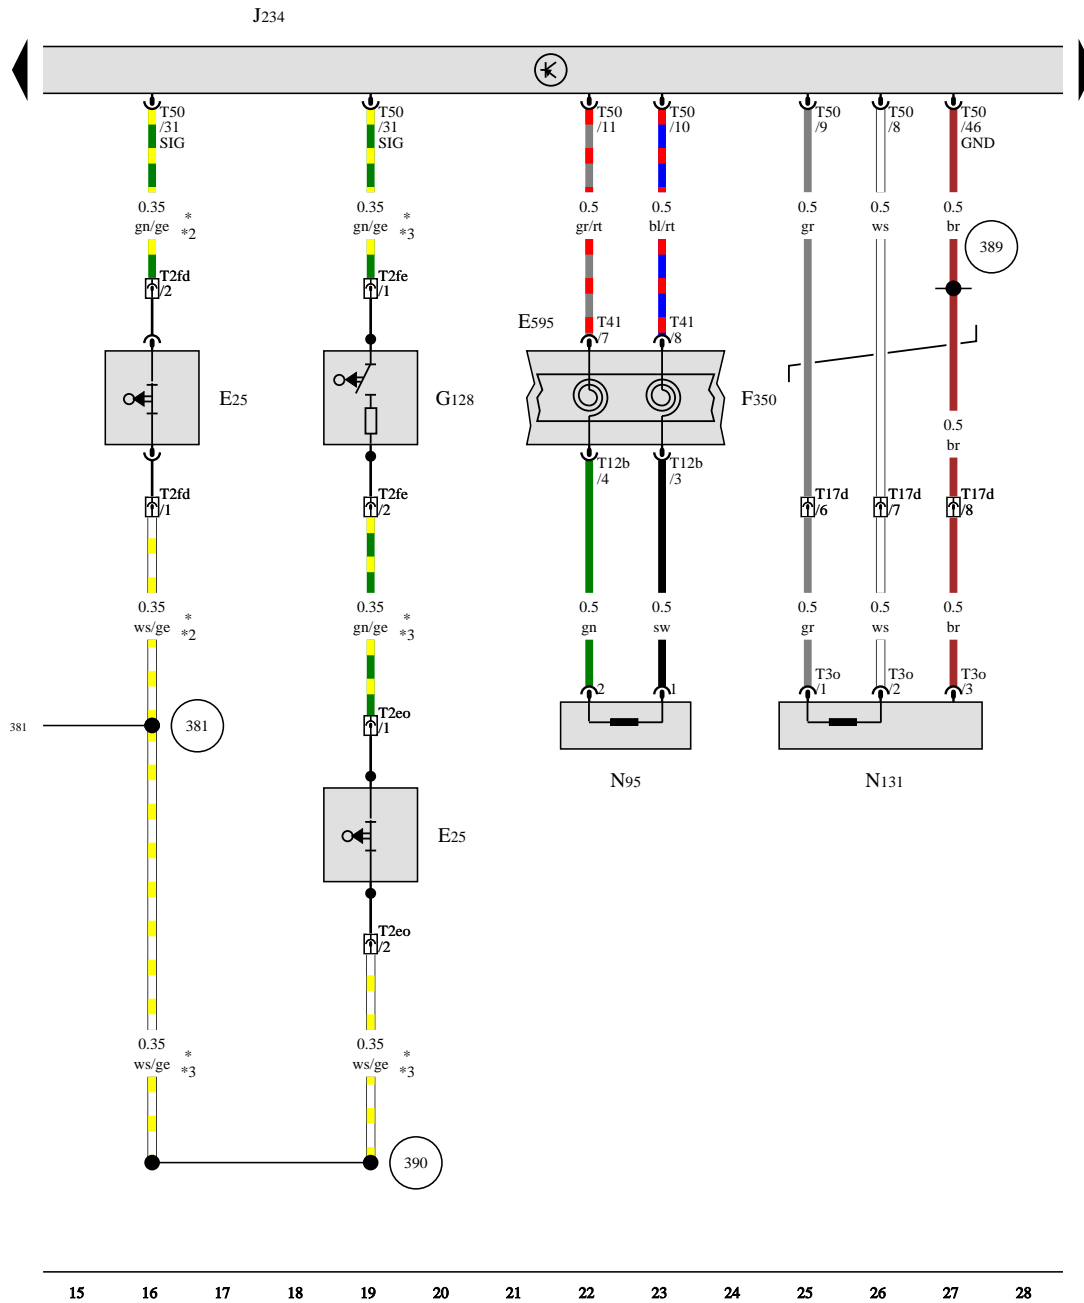 J234
T50 T50 T50 T50 T50 T50 T50
/31 /31 /11 /10 /9 /8 /46
SIG SIG GND
0.35 * 0.35 * 0.5 0.5 0.5 0.5 0.5
gn/ge *2 gn/ge *3 gr/rt bl/rt gr ws br
389
T2fd T2fe
/2 /1
E595 T41 T41
/7 /8
E25 G128 F350
0.5
br
T12b T12b
/4 /3
T2fd T2fe T17d T17d T17d
/1 /2 /6 /7 /8
0.35 * 0.35 * 0.5 0.5 0.5 0.5 0.5
ws/ge *2 gn/ge *3 gn sw gr ws br
T3o T3o T3o
2 1 /1 /2 /3
381 381
T2eo
/1
N95 N131
E25
T2eo
/2
0.35 * 0.35 *
ws/ge *3 ws/ge *3
390
15 16 17 18 19 20 21 22 23 24 25 26 27 28